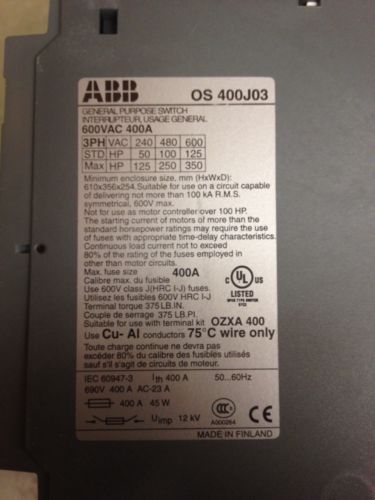 ABB OS 400J03
GENERAL PURPOSE SWITCH
INTERRUPTEUR, USAGE GENERAL
600VAC 400A
3PH VAC 240 480 600
STD HP 50 100 125
Max HP 125 250 350
Minimum enclosure size, mm (HxWxD):
610x356x254.Suitable for use on a circuit capable
of delivering not more than 100 kA R.M.S.
symmetrical, 600V max.
Not for use as motor controller over 100 HP.
The starting current of motors of more than the
standard horsepower ratings may require the use
of fuses with appropriate time-delay characteristics.
Continuous load current not to exceed
80% of the rating of the fuses employed in
other than motor circuits.
Max. fuse size 400A
Calibre max. du fusible
Use 600V class J(HRC I-J) fuses.
Utilisez les fusibles 600V HRC I-J
Terminal torque 375 LB.IN.
Couple de serrage 375 LB.PI.
Suitable for use with terminal kit OZXA 400
Use Cu- Al conductors 75°C wire only
Toute charge continue ne devra pas
excéder 80% du calibre des fusibles utilisés
sauf s'il s'agit de circuits de moteur.
c UL US
®
LISTED
IEC 60947-3 Ith 400 A 50...60Hz
690V 400 A AC-23 A
400 A 45 W
Uimp 12 kV
CCC
A000264
CE
MADE IN FINLAND